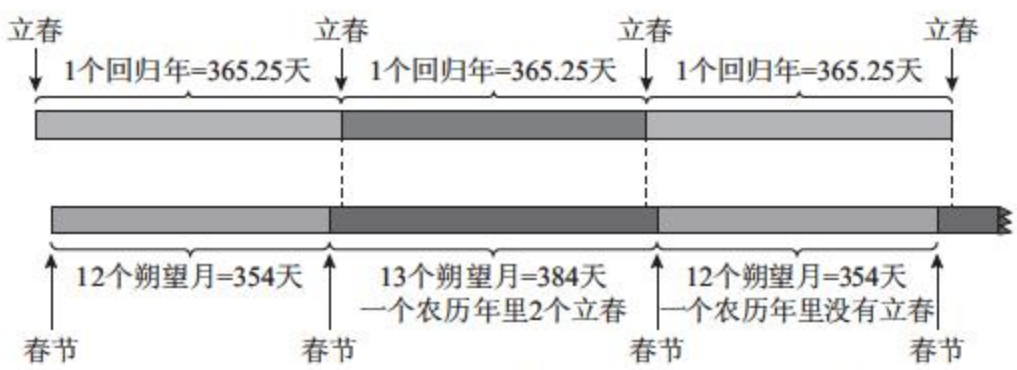 立春 立春 立春 立春
1个回归年=365.25天 1个回归年=365.25天 1个回归年=365.25天
12个朔望月=354天 13个朔望月=384天 12个朔望月=354天
一个农历年里2个立春 一个农历年里没有立春
春节 春节 春节 春节